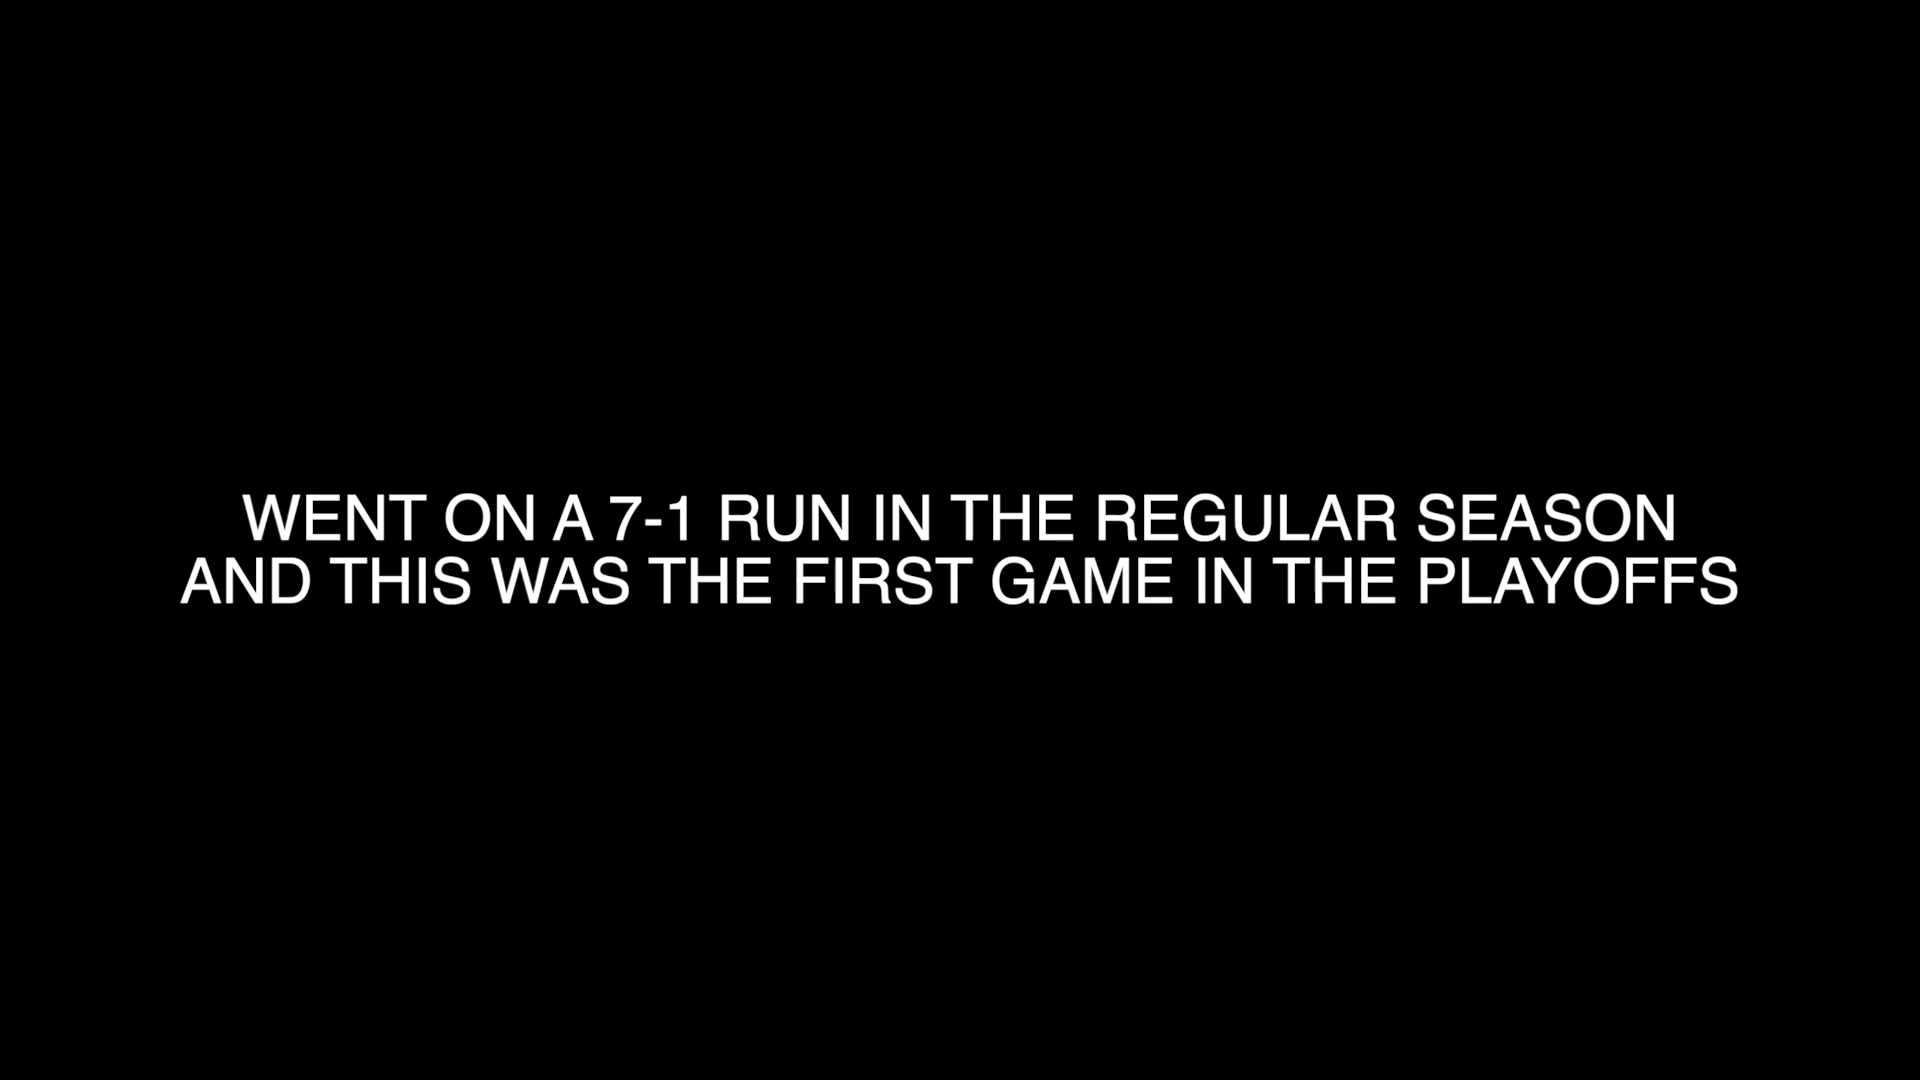 WENT ON A 7-1 RUN IN THE REGULAR SEASON
AND THIS WAS THE FIRST GAME IN THE PLAYOFFS